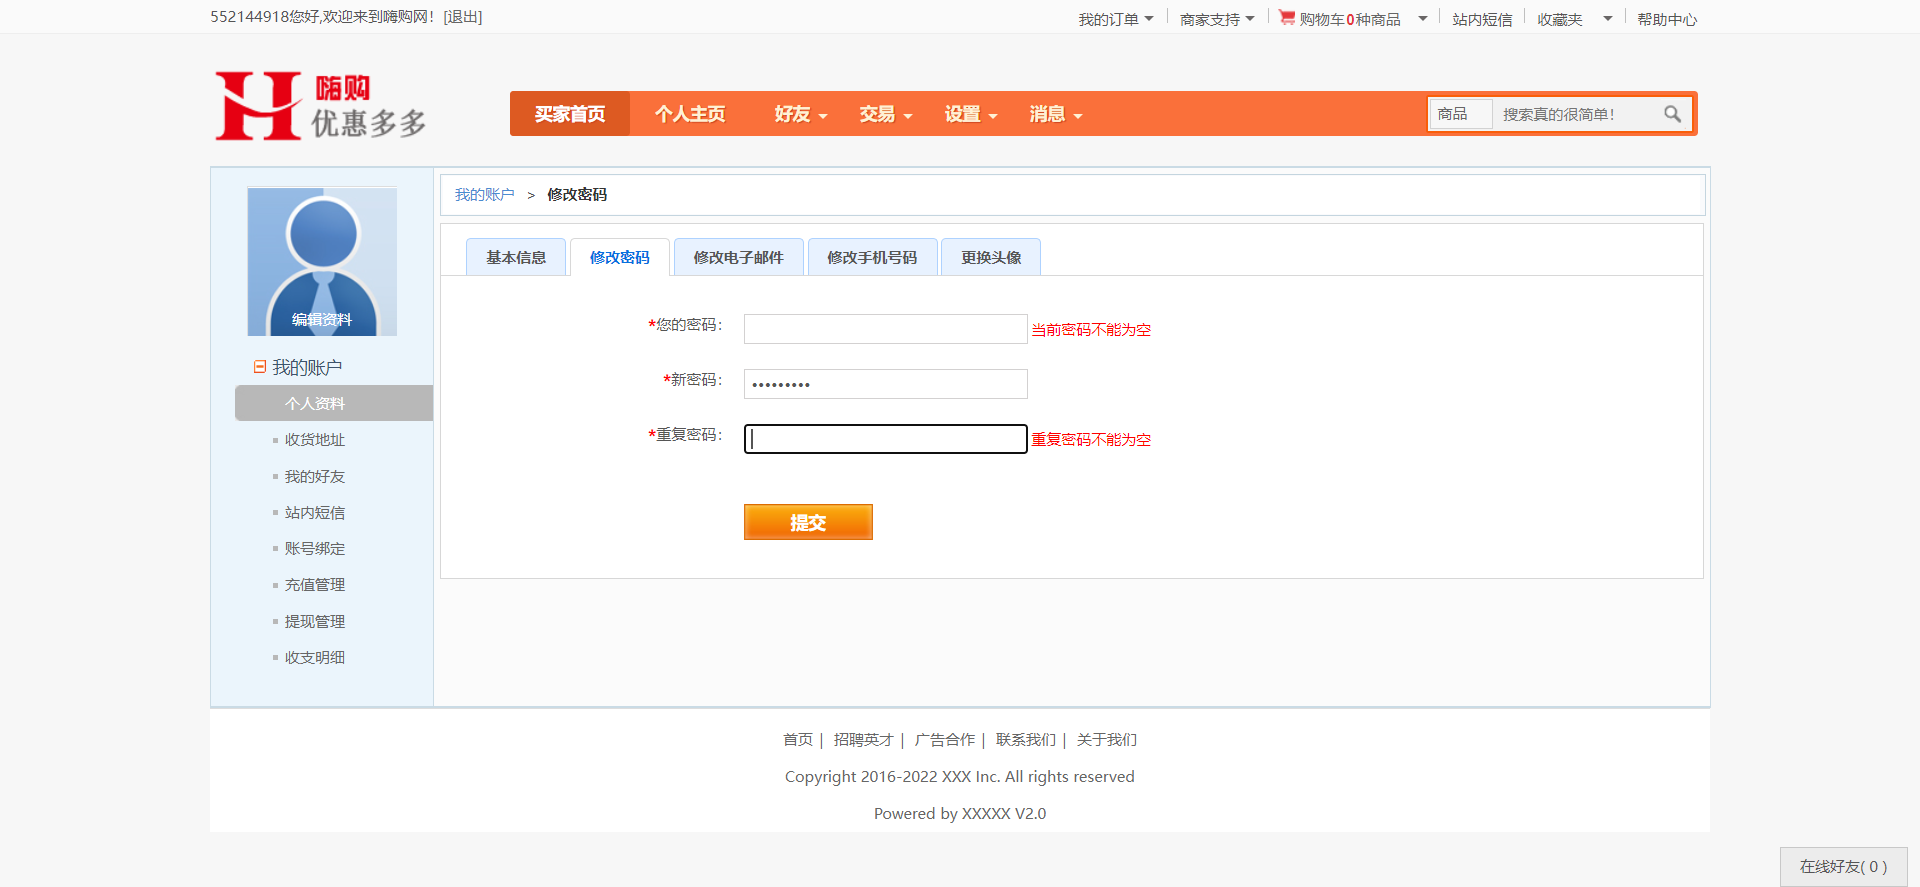 552144918您好,欢迎来到嗨购网！[退出]
我的订单 商家支持 购物车0种商品 站内短信 收藏夹 帮助中心
嗨购
优惠多多
买家首页 个人主页 好友 交易 设置 消息 商品 搜索真的很简单！
编辑资料
我的账户
个人资料
收货地址
我的好友
站内短信
账号绑定
充值管理
提现管理
收支明细
我的账户 > 修改密码
基本信息 修改密码 修改电子邮件 修改手机号码 更换头像
*您的密码： 当前密码不能为空
*新密码： •••••••••
*重复密码： 重复密码不能为空
提交
首页 | 招聘英才 | 广告合作 | 联系我们 | 关于我们
Copyright 2016-2022 XXX Inc. All rights reserved
Powered by XXXXX V2.0
在线好友( 0 )